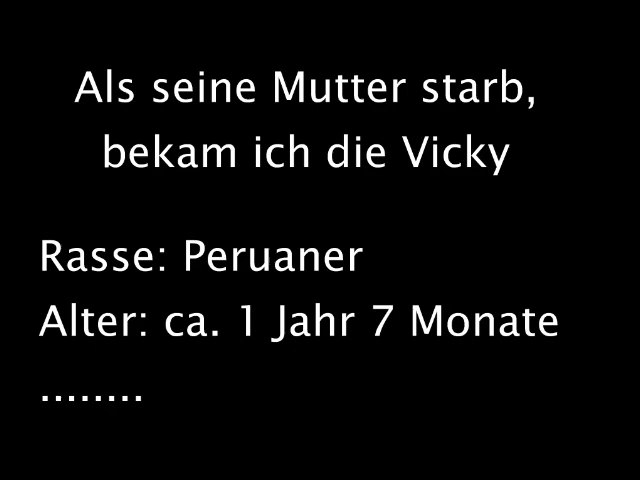 Als seine Mutter starb,
bekam ich die Vicky
Rasse: Peruaner
Alter: ca. 1 Jahr 7 Monate
........